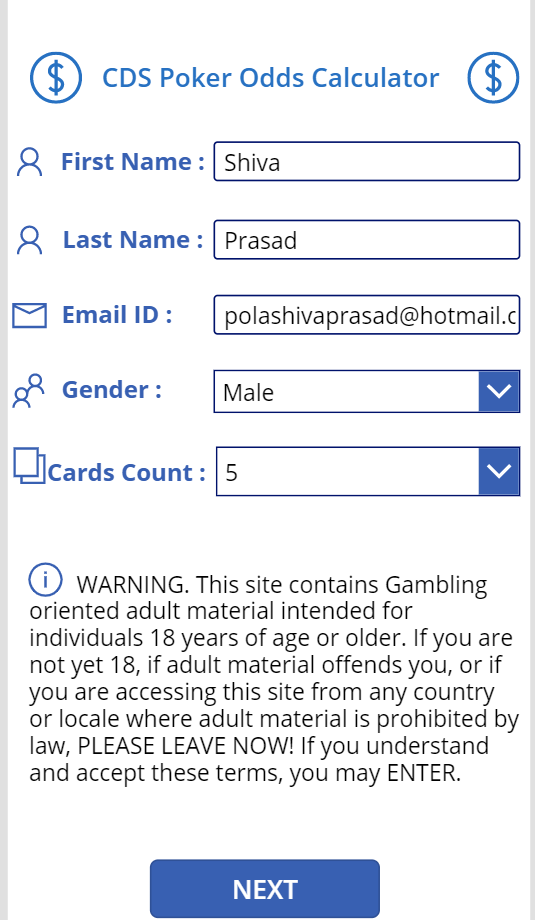 CDS Poker Odds Calculator
First Name : Shiva
Last Name : Prasad
Email ID : polashivaprasad@hotmail.c
Gender : Male
Cards Count : 5
WARNING. This site contains Gambling
oriented adult material intended for
individuals 18 years of age or older. If you are
not yet 18, if adult material offends you, or if
you are accessing this site from any country
or locale where adult material is prohibited by
law, PLEASE LEAVE NOW! If you understand
and accept these terms, you may ENTER.
NEXT